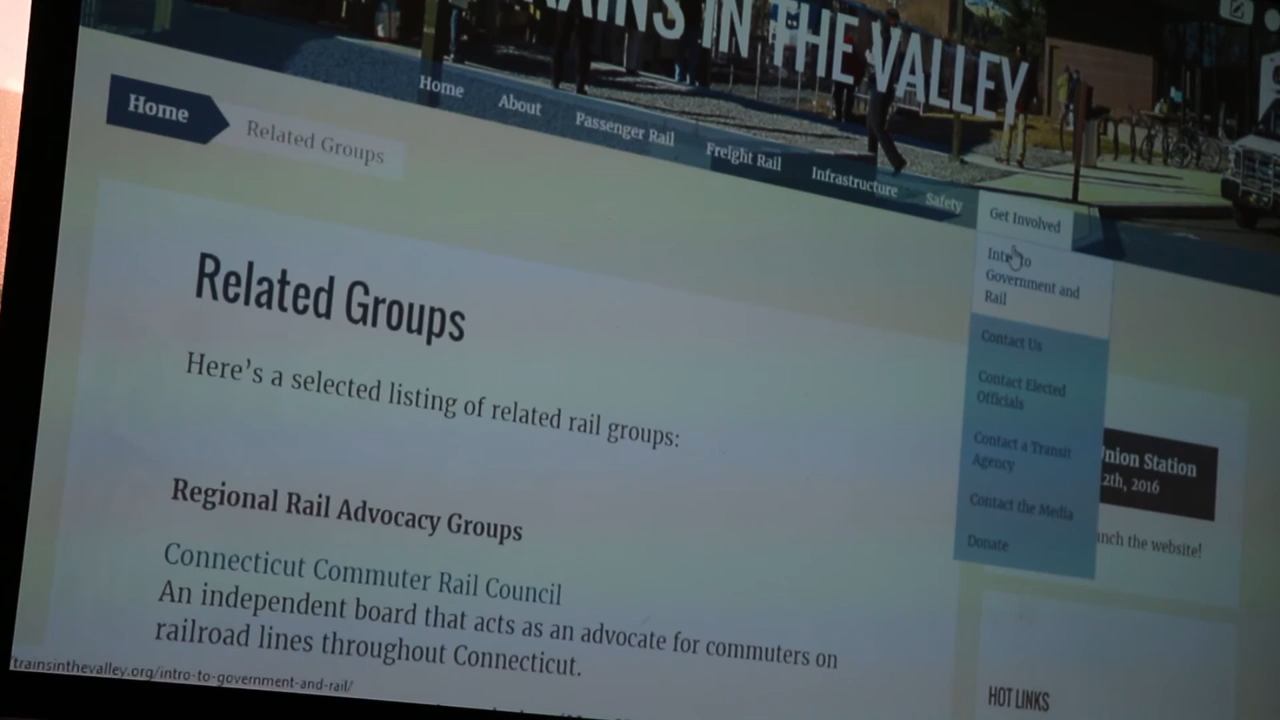 TRAINS IN THE VALLEY
Home About Passenger Rail Freight Rail Infrastructure Safety Get Involved
Home
Related Groups
Intro to
Government and
Rail
Contact Us
Contact Elected
Officials
Contact a Transit
Agency
Contact the Media
Donate
Related Groups
Here's a selected listing of related rail groups:
Regional Rail Advocacy Groups
Connecticut Commuter Rail Council
An independent board that acts as an advocate for commuters on
railroad lines throughout Connecticut.
Union Station
2th, 2016
the website!
HOT LINKS
trainsinthevalley.org/intro-to-government-and-rail/